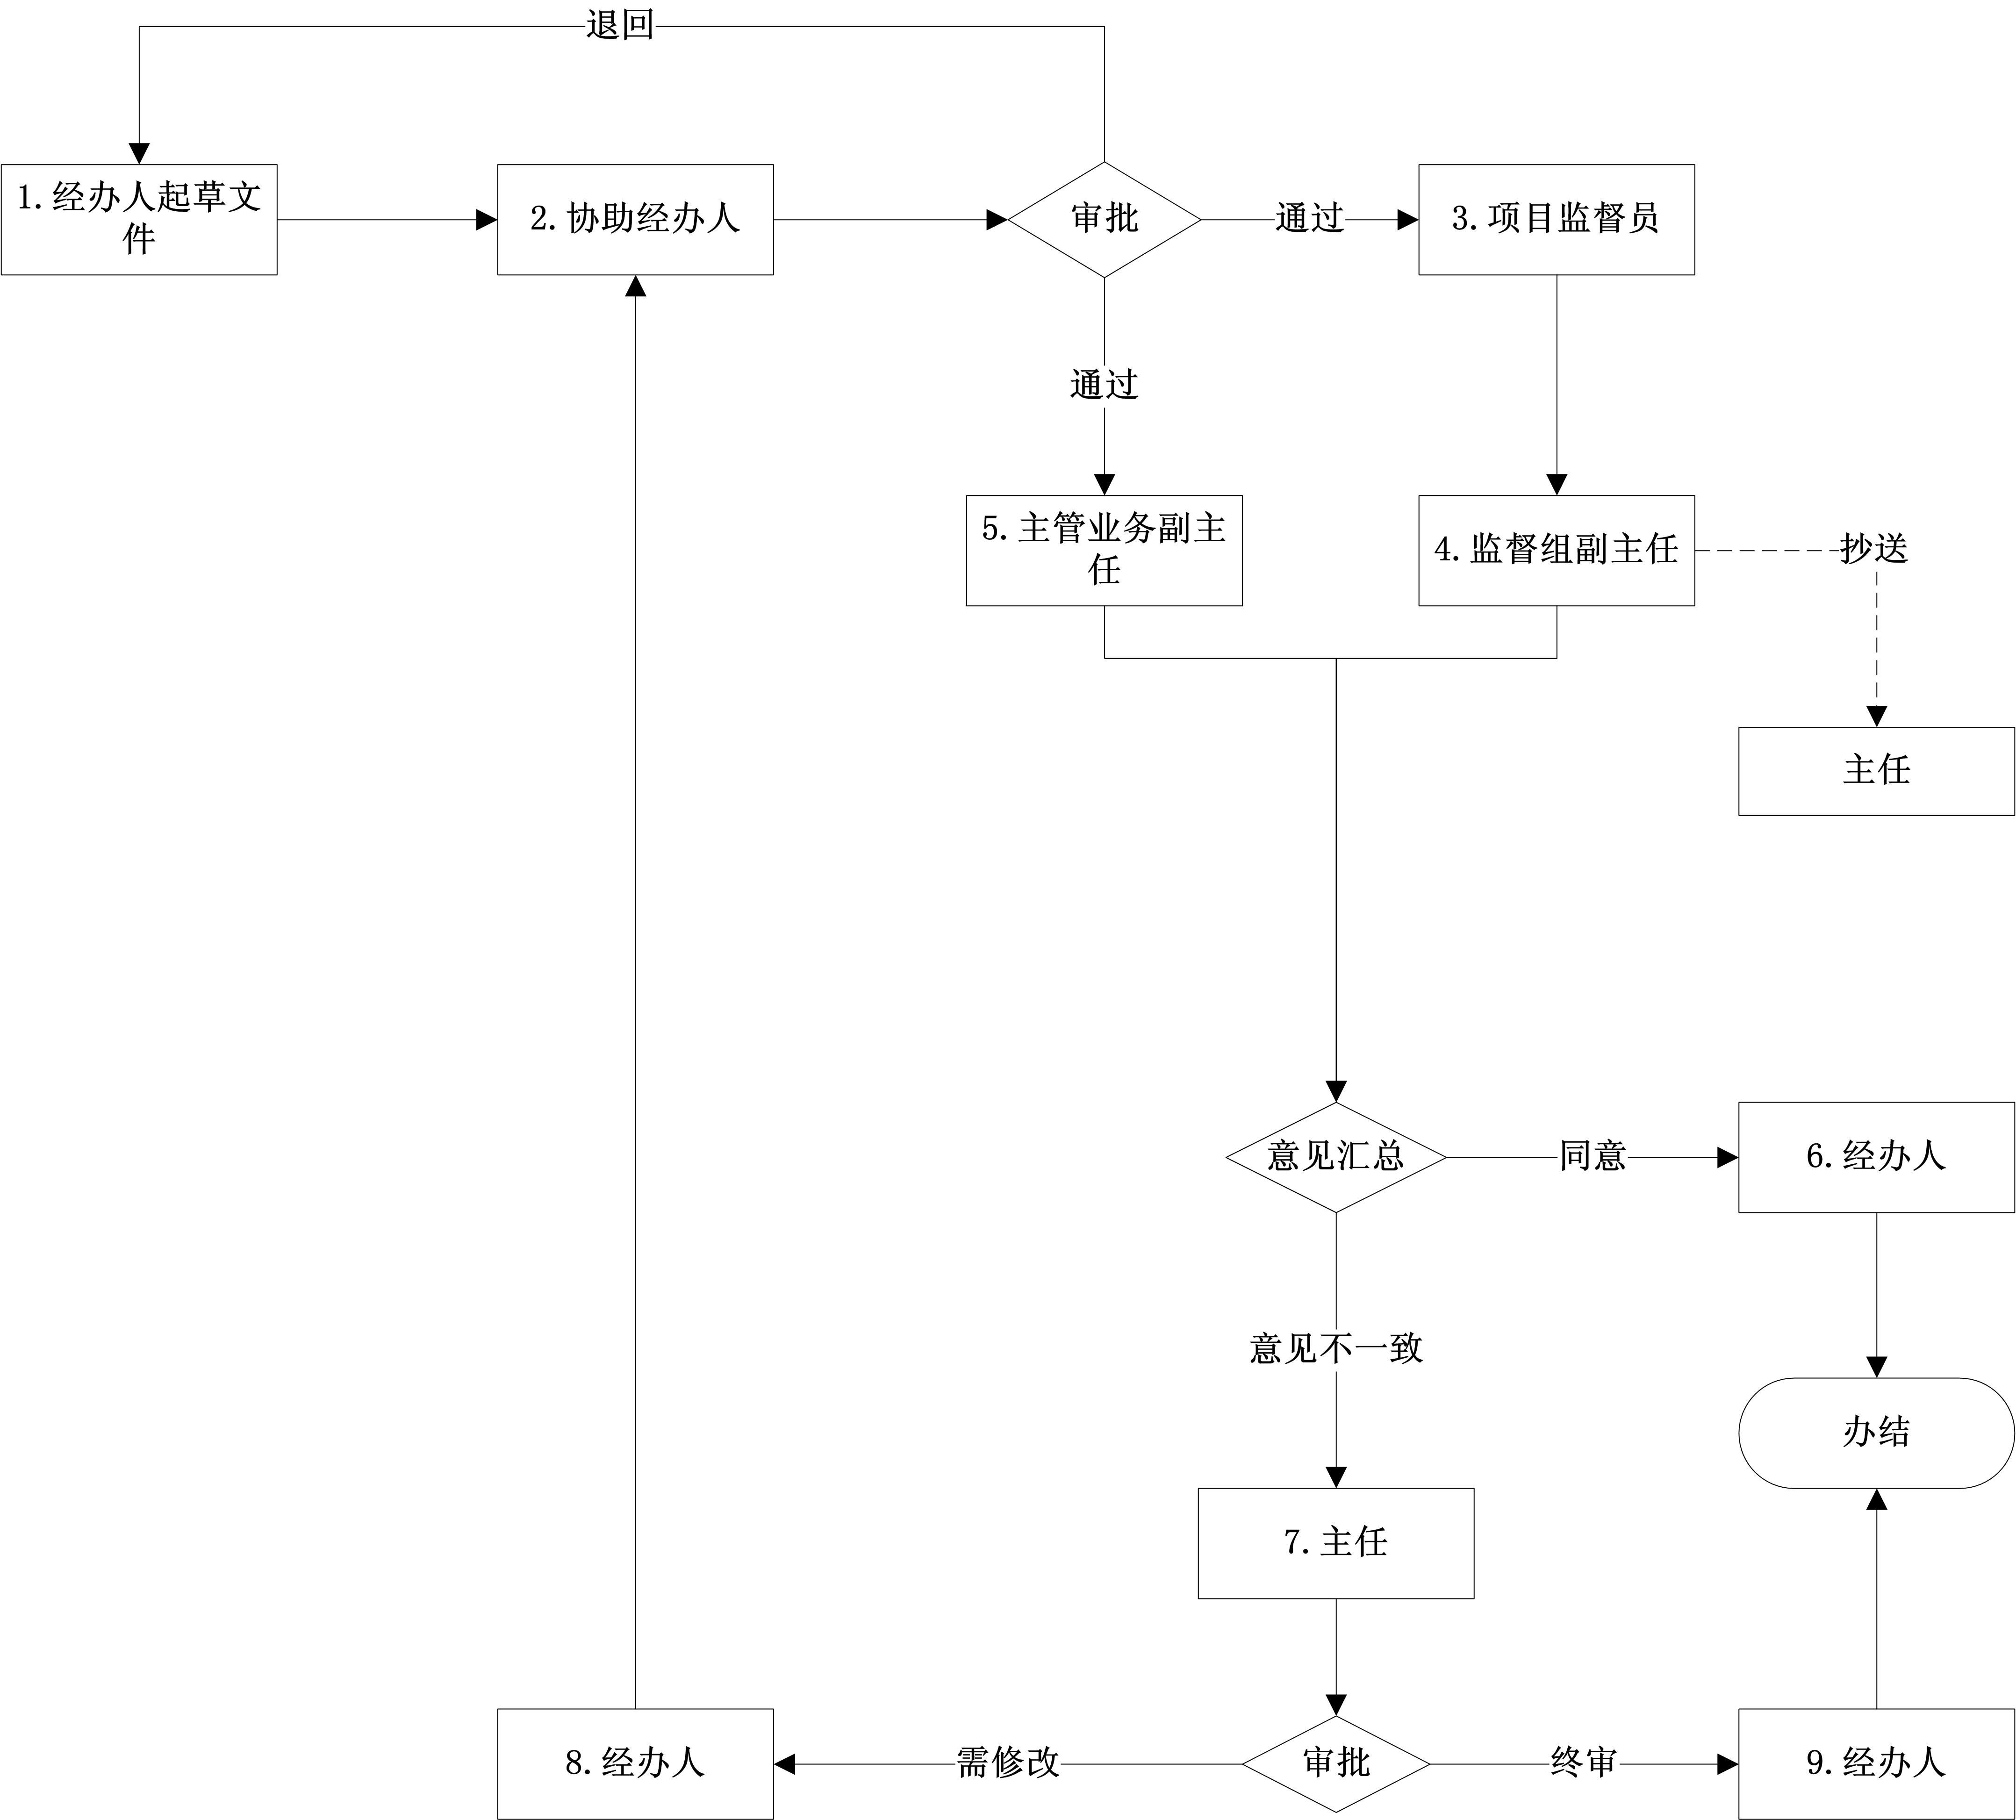 退回
1. 经办人起草文
件
2. 协助经办人
审批
通过
3. 项目监督员
通过
5. 主管业务副主
任
4. 监督组副主任
抄送
主任
意见汇总
同意
6. 经办人
意见不一致
办结
7. 主任
8. 经办人
需修改
审批
终审
9. 经办人